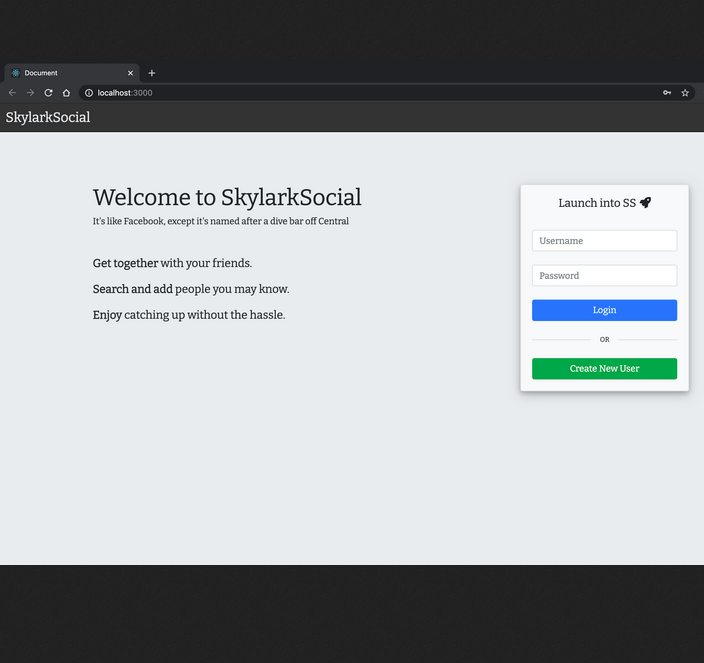 Document
localhost:3000
SkylarkSocial
Welcome to SkylarkSocial
It's like Facebook, except it's named after a dive bar off Central
Get together with your friends.
Search and add people you may know.
Enjoy catching up without the hassle.
Launch into SS
Username
Password
Login
OR
Create New User